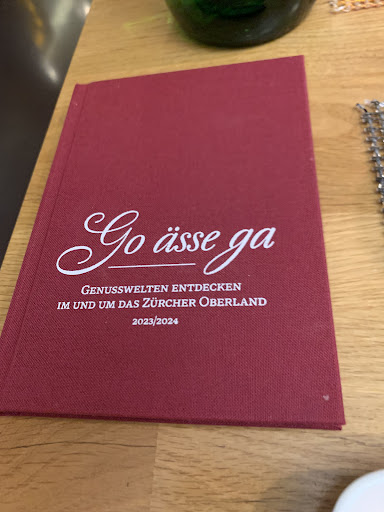 Go ässe ga
Genusswelten entdecken
im und um das Zürcher Oberland
2023/2024